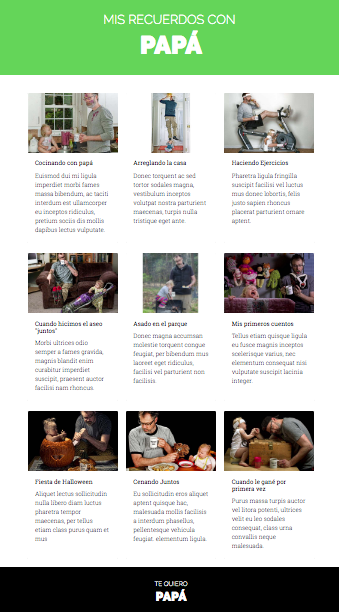 MIS RECUERDOS CON
PAPÁ
Cocinando con papá
Euismod dui mi ligula
imperdiet morbi fames
massa bibendum, ac taciti
interdum est ullamcorper
eu inceptos ridiculus,
pretium sociis dis mollis
dapibus lectus vulputate.
Arreglando la casa
Donec torquent ac sed
tortor sodales magna,
vestibulum inceptos
volutpat nostra parturient
maecenas, turpis nulla
tristique eget ante.
Haciendo Ejercicios
Pharetra ligula fringilla
suscipit facilisi vel luctus
mus donec lobortis, felis
justo sapien rhoncus
placerat parturient ornare
aptent.
Cuando hicimos el aseo
"juntos"
Morbi ultrices odio
semper a fames gravida,
magnis blandit enim
curabitur imperdiet
suscipit, praesent auctor
facilisi nam rhoncus.
Asado en el parque
Donec magna accumsan
molestie torquent congue
feugiat, per bibendum mus
laoreet eget ridiculus,
facilisi vel parturient non
facilisis.
Mis primeros cuentos
Tellus etiam quisque ligula
eu fusce magnis inceptos
scelerisque varius, nec
elementum consequat nisi
vulputate suscipit lacinia
integer.
Fiesta de Halloween
Aliquet lectus sollicitudin
nulla libero diam luctus
pharetra tempor
maecenas, per tellus
etiam class purus quam et
mus.
Cenando Juntos
Eu sollicitudin eros aliquet
aptent quisque hac,
malesuada mollis facilisis
a interdum phasellus,
pellentesque vehicula
feugiat. elementum ligula.
Cuando le gané por
primera vez
Purus massa turpis auctor
vel litora potenti, ultrices
velit eu leo sodales
consequat, class urna
convallis neque
malesuada.
TE QUIERO
PAPÁ